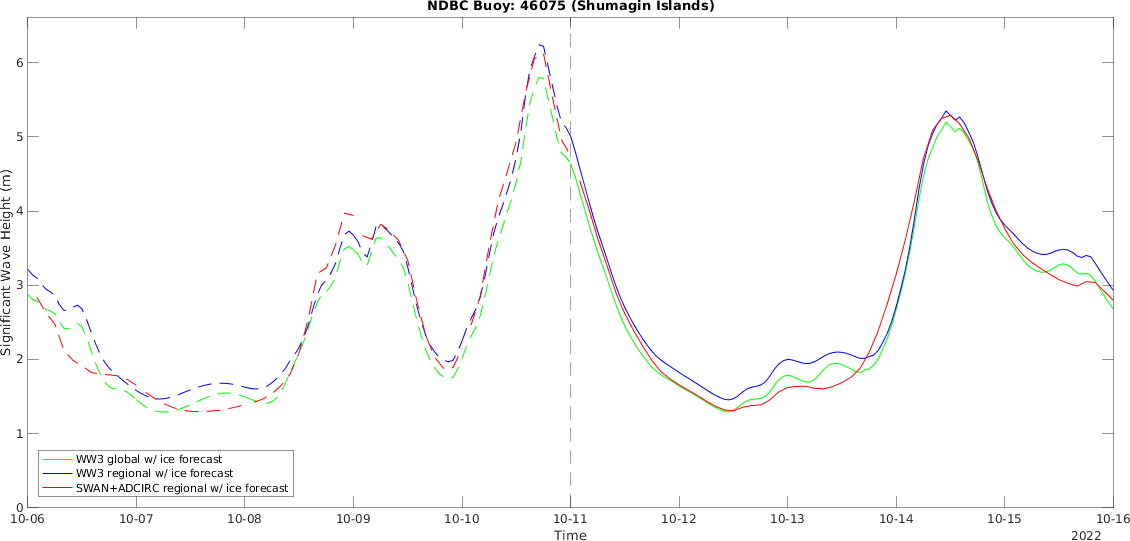 NDBC Buoy: 46075 (Shumagin Islands)
Significant Wave Height (m)
6
5
4
3
2
1
0
WW3 global w/ ice forecast
WW3 regional w/ ice forecast
SWAN+ADCIRC regional w/ ice forecast
10-06 10-07 10-08 10-09 10-10 10-11 10-12 10-13 10-14 10-15 10-16
Time
2022